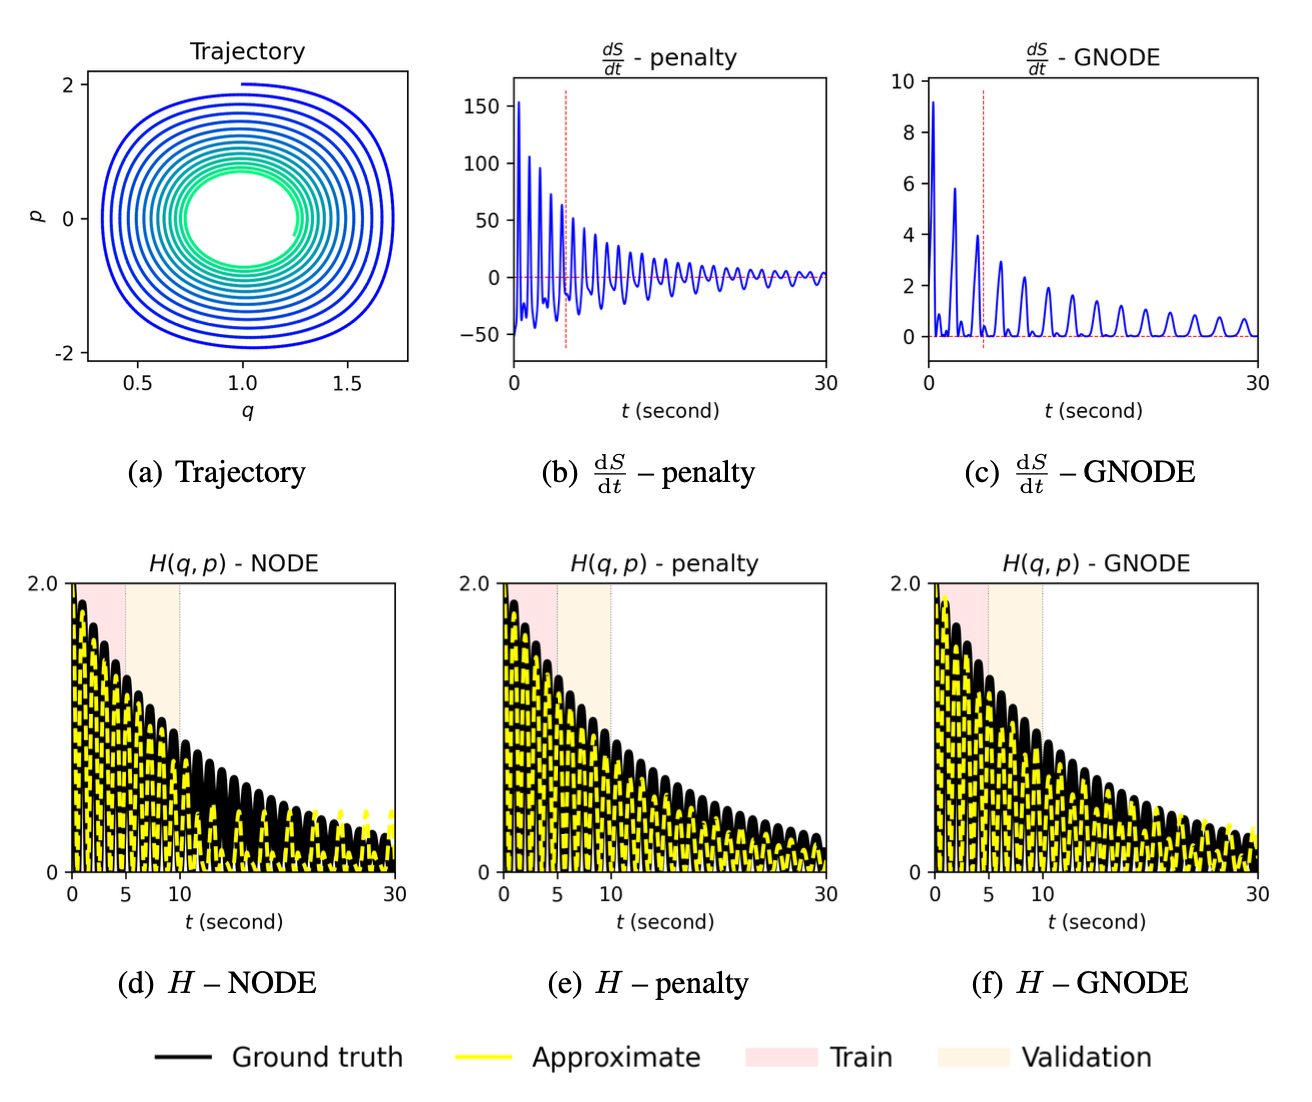 Trajectory
2
0
-2
p
0.5 1.0 1.5
q
(a) Trajectory
dS/dt - penalty
150
100
50
0
−50
0 30
t (second)
(b) dS/dt – penalty
dS/dt - GNODE
10
8
6
4
2
0
0 30
t (second)
(c) dS/dt – GNODE
H(q, p) - NODE
2.0
0
0 5 10 30
t (second)
(d) H – NODE
H(q, p) - penalty
2.0
0
0 5 10 30
t (second)
(e) H – penalty
H(q, p) - GNODE
2.0
0
0 5 10 30
t (second)
(f) H – GNODE
Ground truth Approximate Train Validation